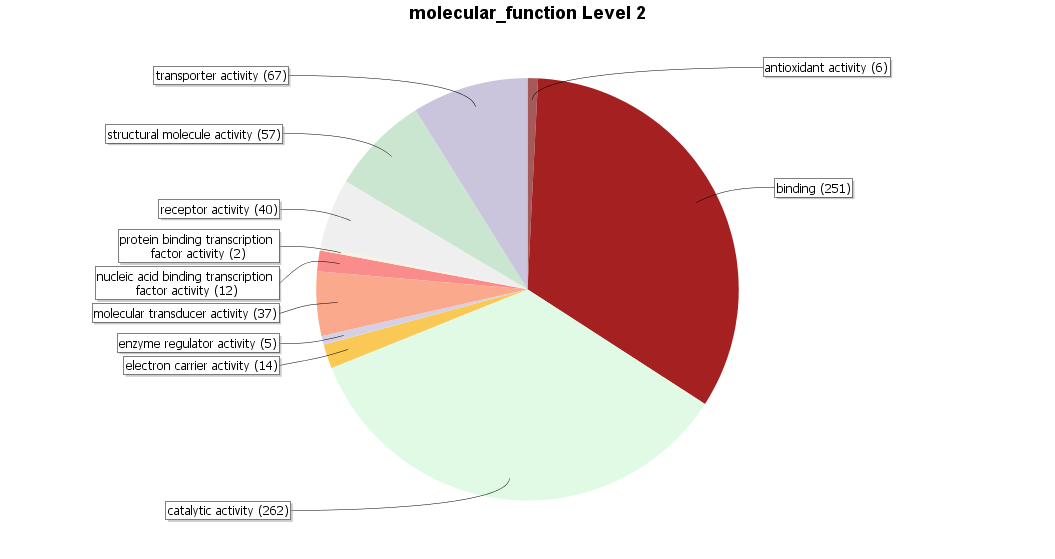 molecular_function Level 2
transporter activity (67)
antioxidant activity (6)
structural molecule activity (57)
binding (251)
receptor activity (40)
protein binding transcription
factor activity (2)
nucleic acid binding transcription
factor activity (12)
molecular transducer activity (37)
enzyme regulator activity (5)
electron carrier activity (14)
catalytic activity (262)